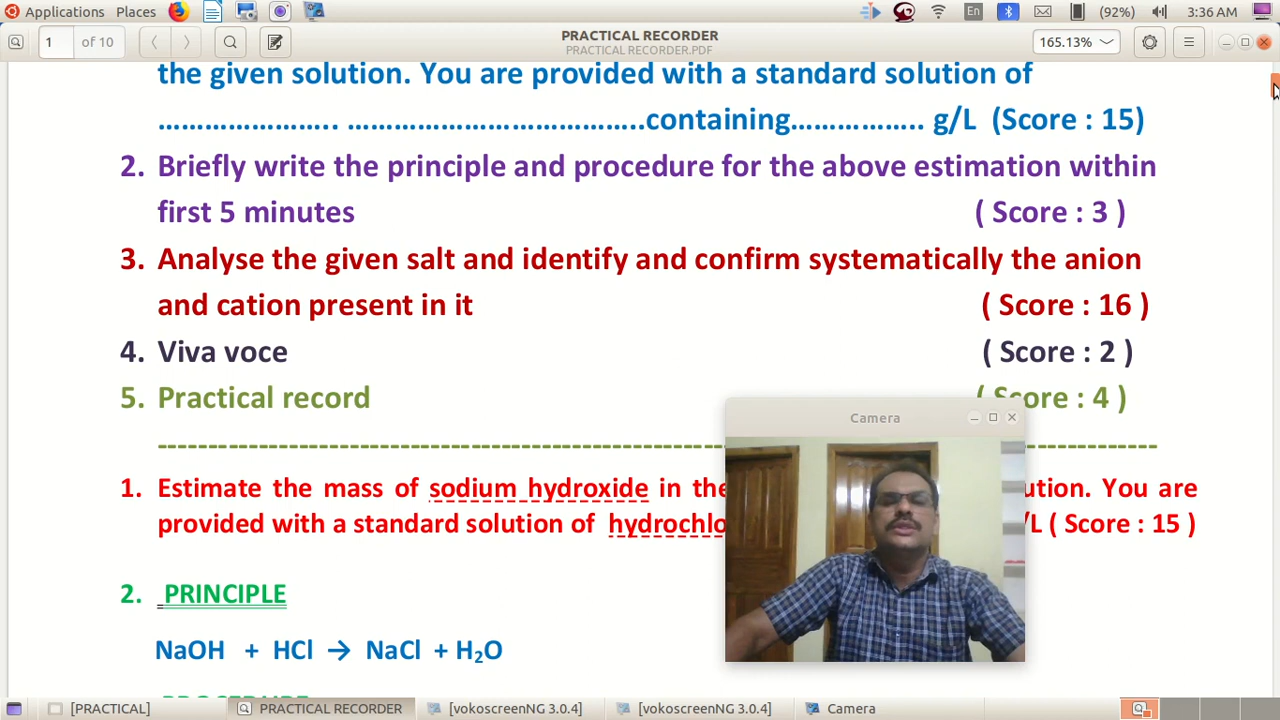 Applications Places En (92%) 3:36 AM
1 of 10 PRACTICAL RECORDER 165.13%
PRACTICAL RECORDER.PDF
the given solution. You are provided with a standard solution of
………………….. …………………………………..containing…………….. g/L (Score : 15)
2. Briefly write the principle and procedure for the above estimation within
first 5 minutes ( Score : 3 )
3. Analyse the given salt and identify and confirm systematically the anion
and cation present in it ( Score : 16 )
4. Viva voce ( Score : 2 )
5. Practical record ( Score : 4 )
Camera
1. Estimate the mass of sodium hydroxide in the ution. You are
provided with a standard solution of hydrochlo /L ( Score : 15 )
2. PRINCIPLE
NaOH + HCl → NaCl + H₂O
[PRACTICAL] PRACTICAL RECORDER [vokoscreenNG 3.0.4] [vokoscreenNG 3.0.4] Camera